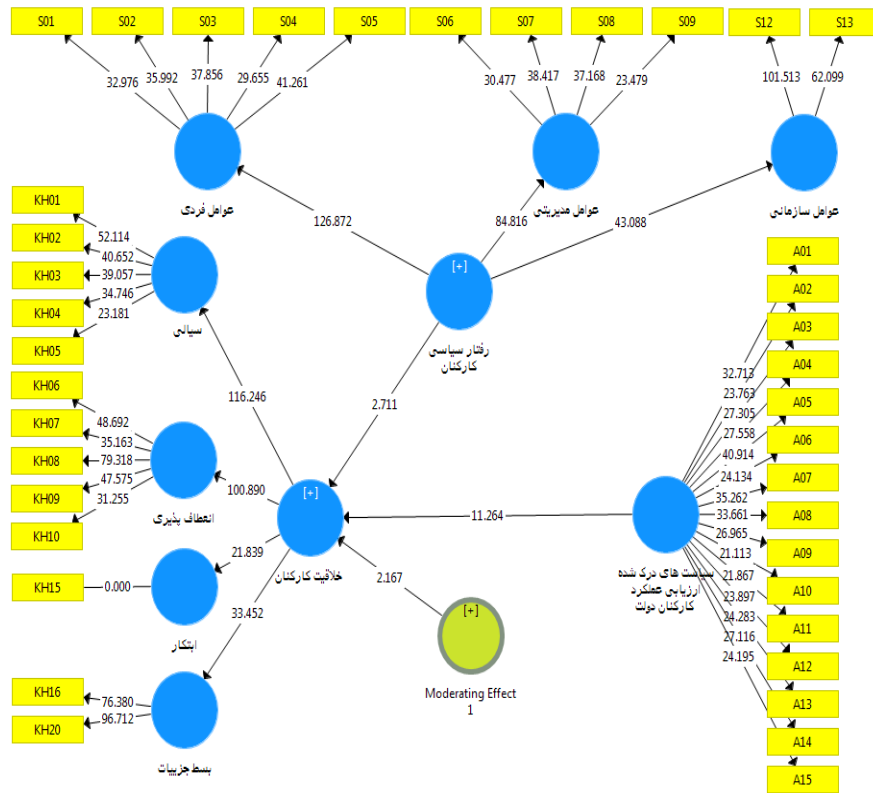 S01 S02 S03 S04 S05 S06 S07 S08 S09 S12 S13
32.976 35.992 37.856 29.655 41.261 30.477 38.417 37.168 23.479 101.513 62.099
عوامل فردی
عوامل مدیریتی
عوامل سازمانی
126.872
84.816
43.088
[+]
رفتار سیاسی
کارکنان
KH01
KH02
KH03
KH04
KH05
52.114
40.652
39.057
34.746
23.181
سیالی
KH06
KH07
KH08
KH09
KH10
48.692
35.163
79.318
47.575
31.255
انعطاف پذیری
KH15
0.000
ابتکار
KH16
KH20
76.380
96.712
بسط جزییات
116.246
100.890
21.839
33.452
[+]
خلاقیت کارکنان
2.711
11.264
2.167
[+]
Moderating Effect
1
سیاست های درک شده
ارزیابی عملکرد
کارکنان دولت
32.713
23.763
27.305
27.558
40.914
24.134
35.262
33.661
26.965
21.113
21.867
23.897
24.283
27.116
24.195
A01
A02
A03
A04
A05
A06
A07
A08
A09
A10
A11
A12
A13
A14
A15